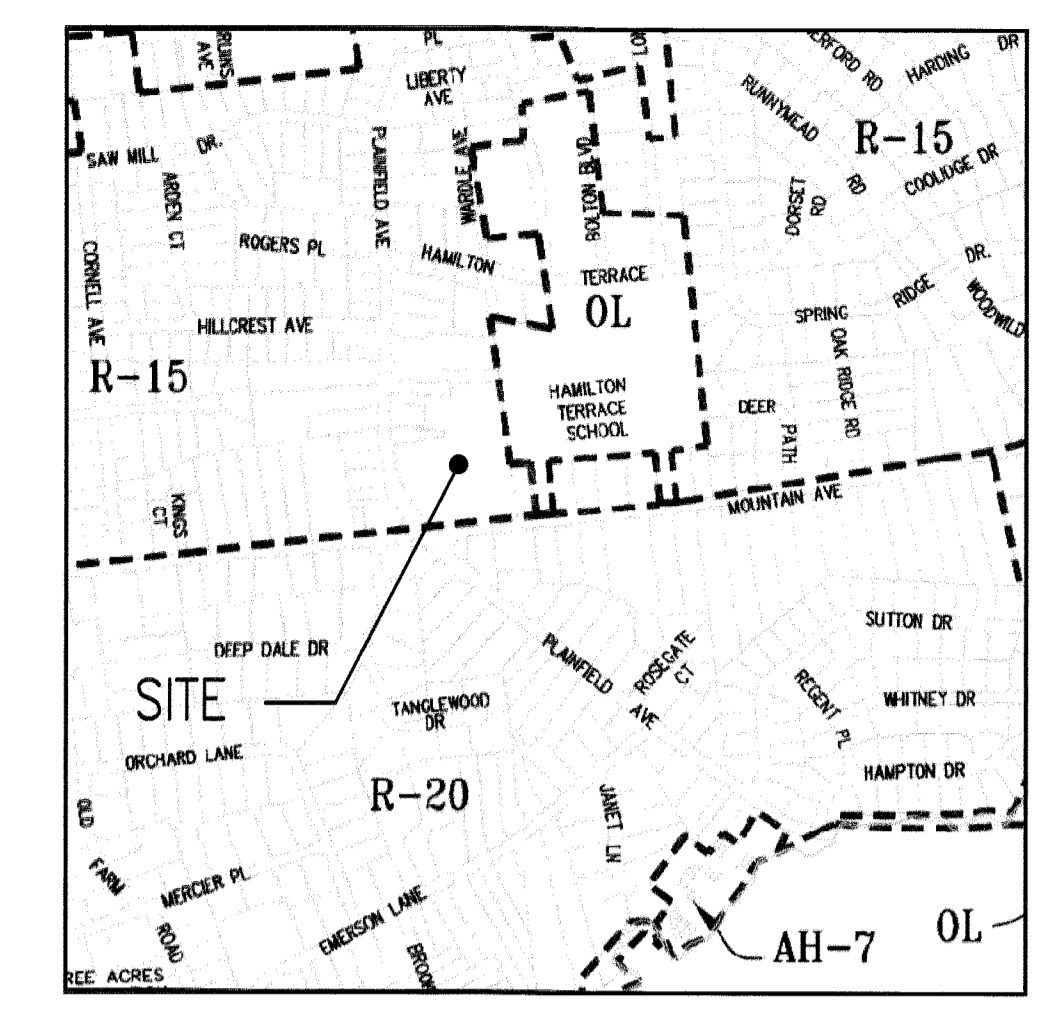 RUINS
AVE
PL
LIBERTY
AVE
HARDING DR
RUNNYMEAD
RD
R-15
SAW MILL DR.
PLAINFIELD AVE
WARDLE AVE
BOLTON BLVD
COOLIDGE DR
ARDEN CT
DORSET
RD
CORNELL AVE
ROGERS PL
HAMILTON
TERRACE
OL
RIDGE DR.
WOODWILD
SPRING
HILLCREST AVE
OAK RIDGE RD
R-15
HAMILTON
TERRACE
SCHOOL
DEER
PATH
KINGS
CT
MOUNTAIN AVE
SUTTON DR
DEEP DALE DR
PLAINFIELD
AVE
ROSEGATE
CT
REGENT PL
SITE
TANGLEWOOD
DR
WHITNEY DR
ORCHARD LANE
HAMPTON DR
R-20
JANET LN
OLD
FARM
ROAD
MERCIER PL
EMERSON LANE
OL
AH-7
ACRES